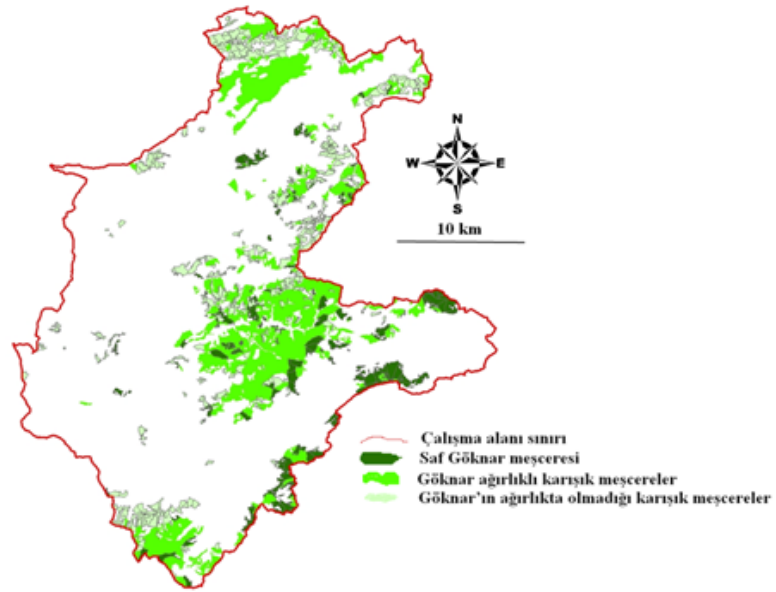 N
W E
S
10 km
Çalışma alanı sınırı
Saf Göknar meşceresi
Göknar ağırlıklı karışık meşcereler
Göknar'ın ağırlıkta olmadığı karışık meşcereler